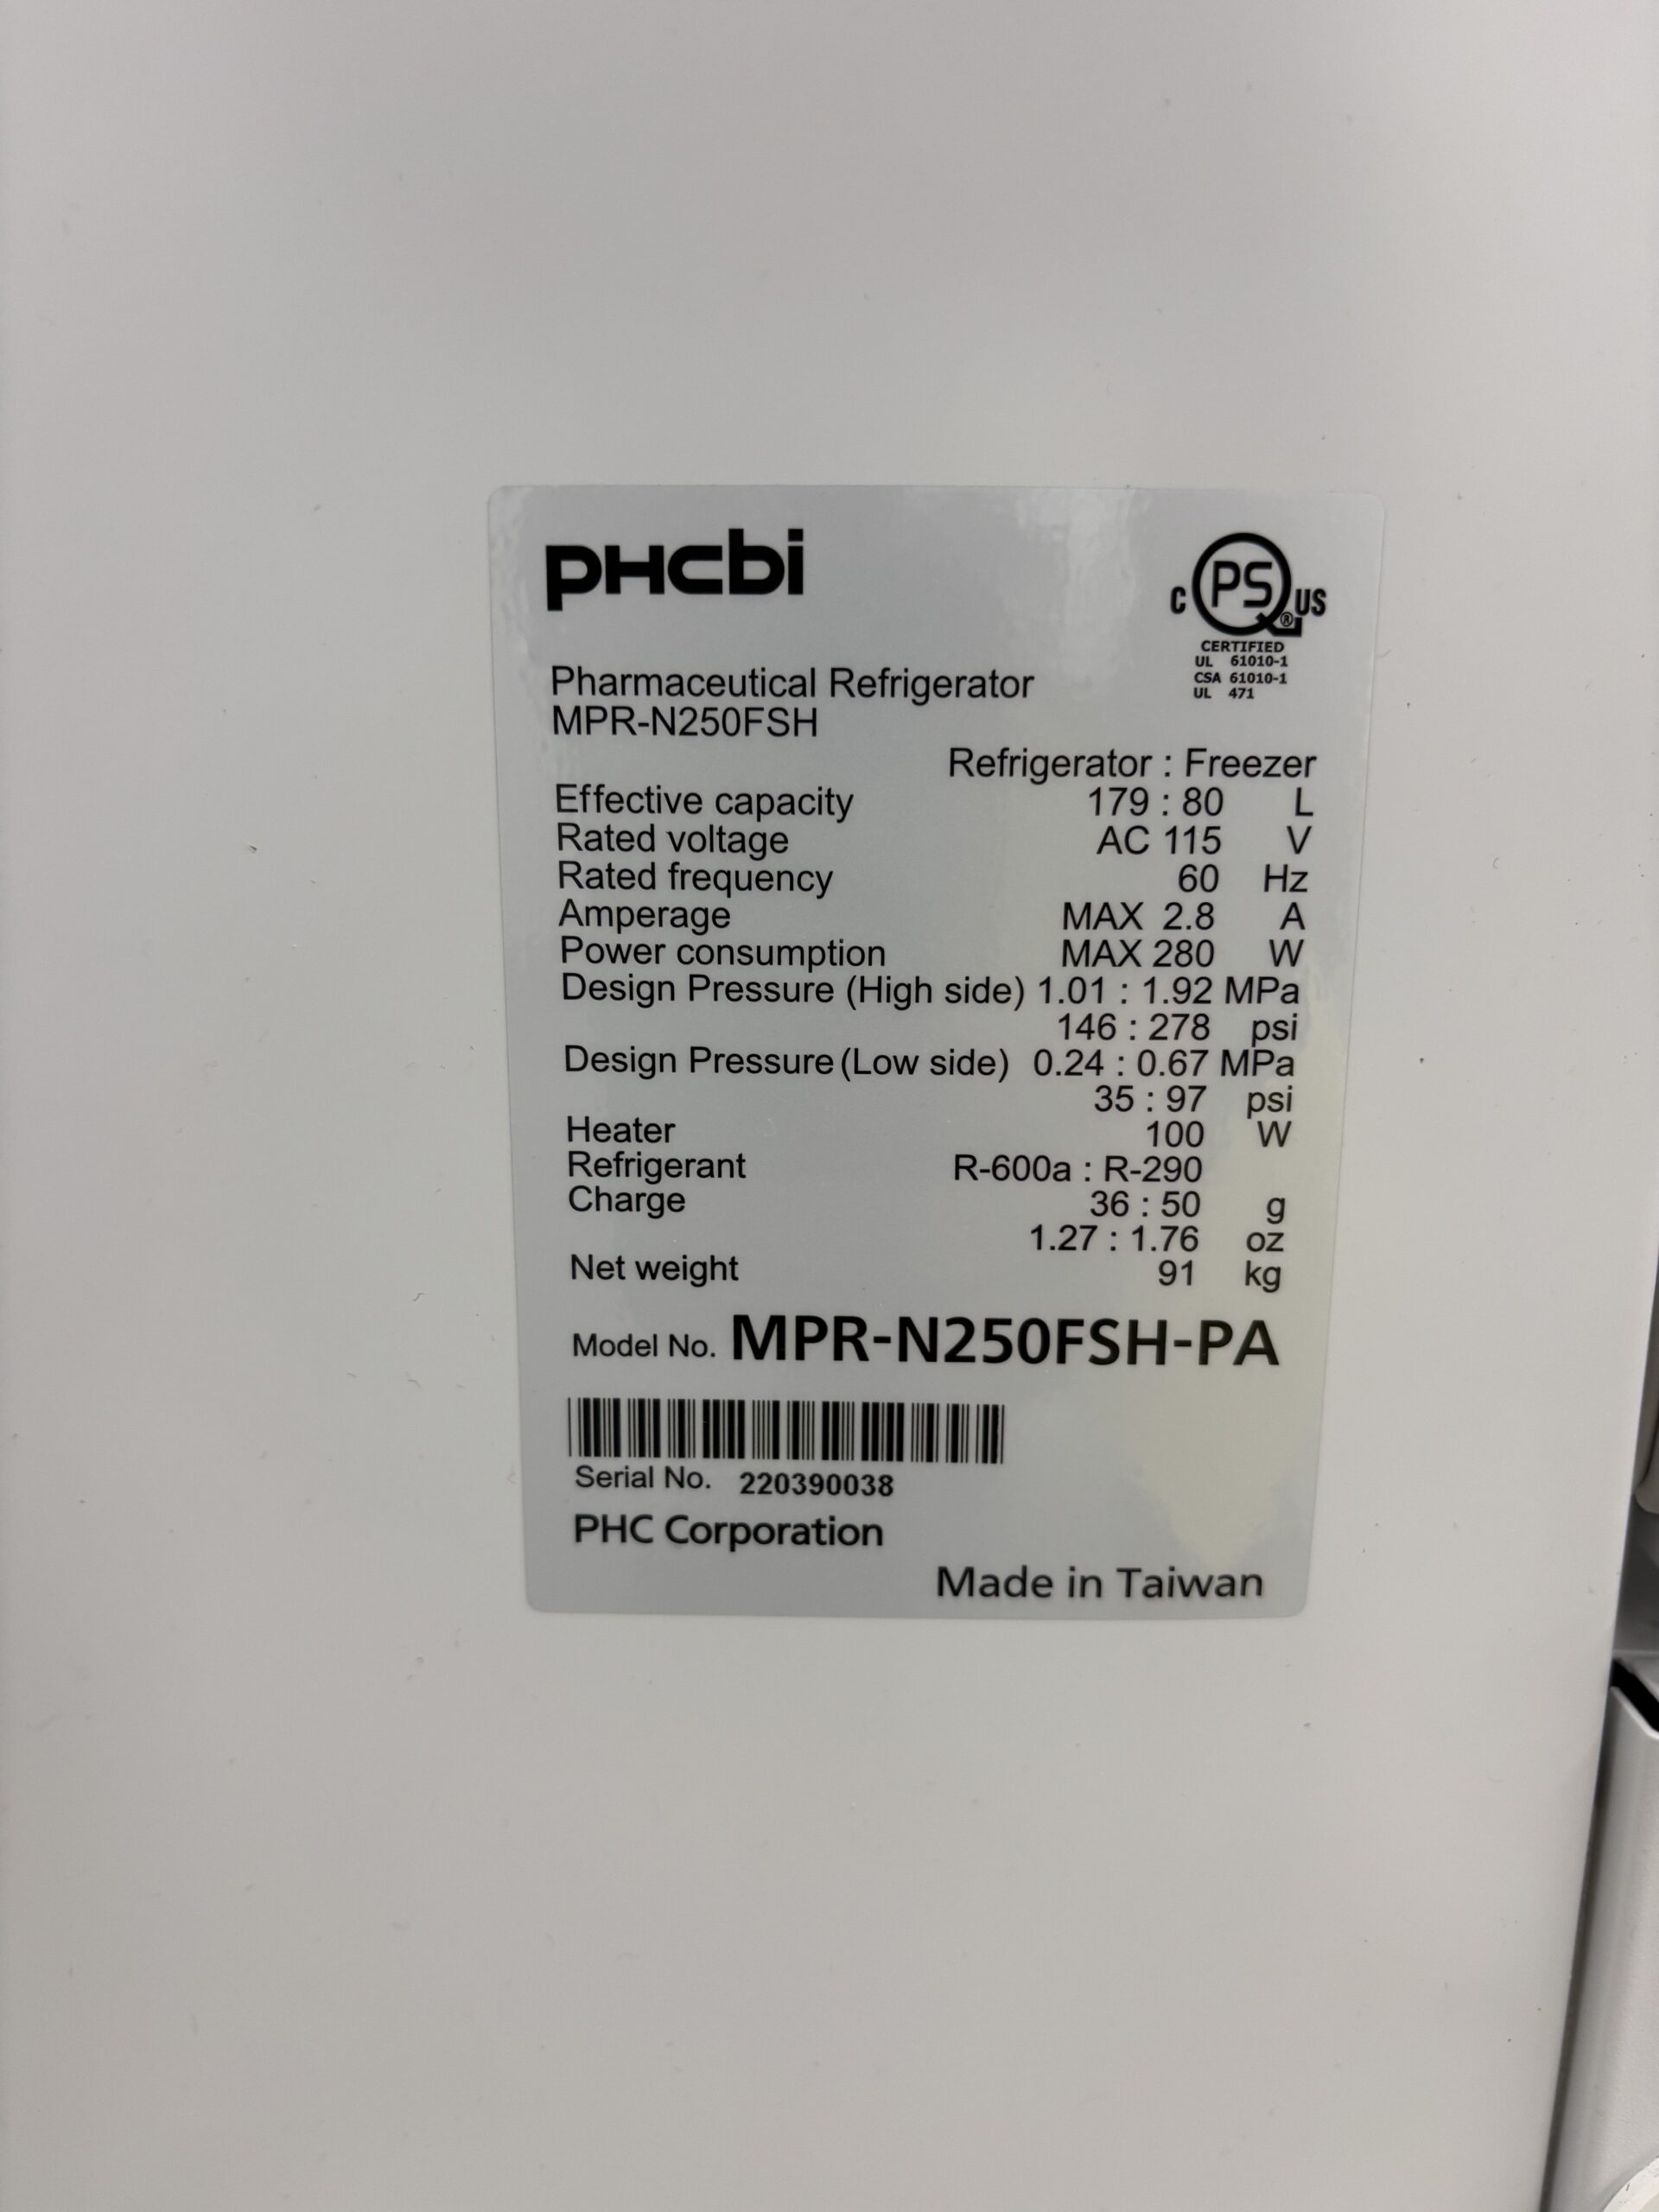 PHCbi
C PS® US
CERTIFIED
UL 61010-1
CSA 61010-1
UL 471
Pharmaceutical Refrigerator
MPR-N250FSH
Refrigerator : Freezer
Effective capacity 179 : 80 L
Rated voltage AC 115 V
Rated frequency 60 Hz
Amperage MAX 2.8 A
Power consumption MAX 280 W
Design Pressure (High side) 1.01 : 1.92 MPa
146 : 278 psi
Design Pressure (Low side) 0.24 : 0.67 MPa
35 : 97 psi
Heater 100 W
Refrigerant R-600a : R-290
Charge 36 : 50 g
1.27 : 1.76 oz
Net weight 91 kg
Model No. MPR-N250FSH-PA
Serial No. 220390038
PHC Corporation
Made in Taiwan